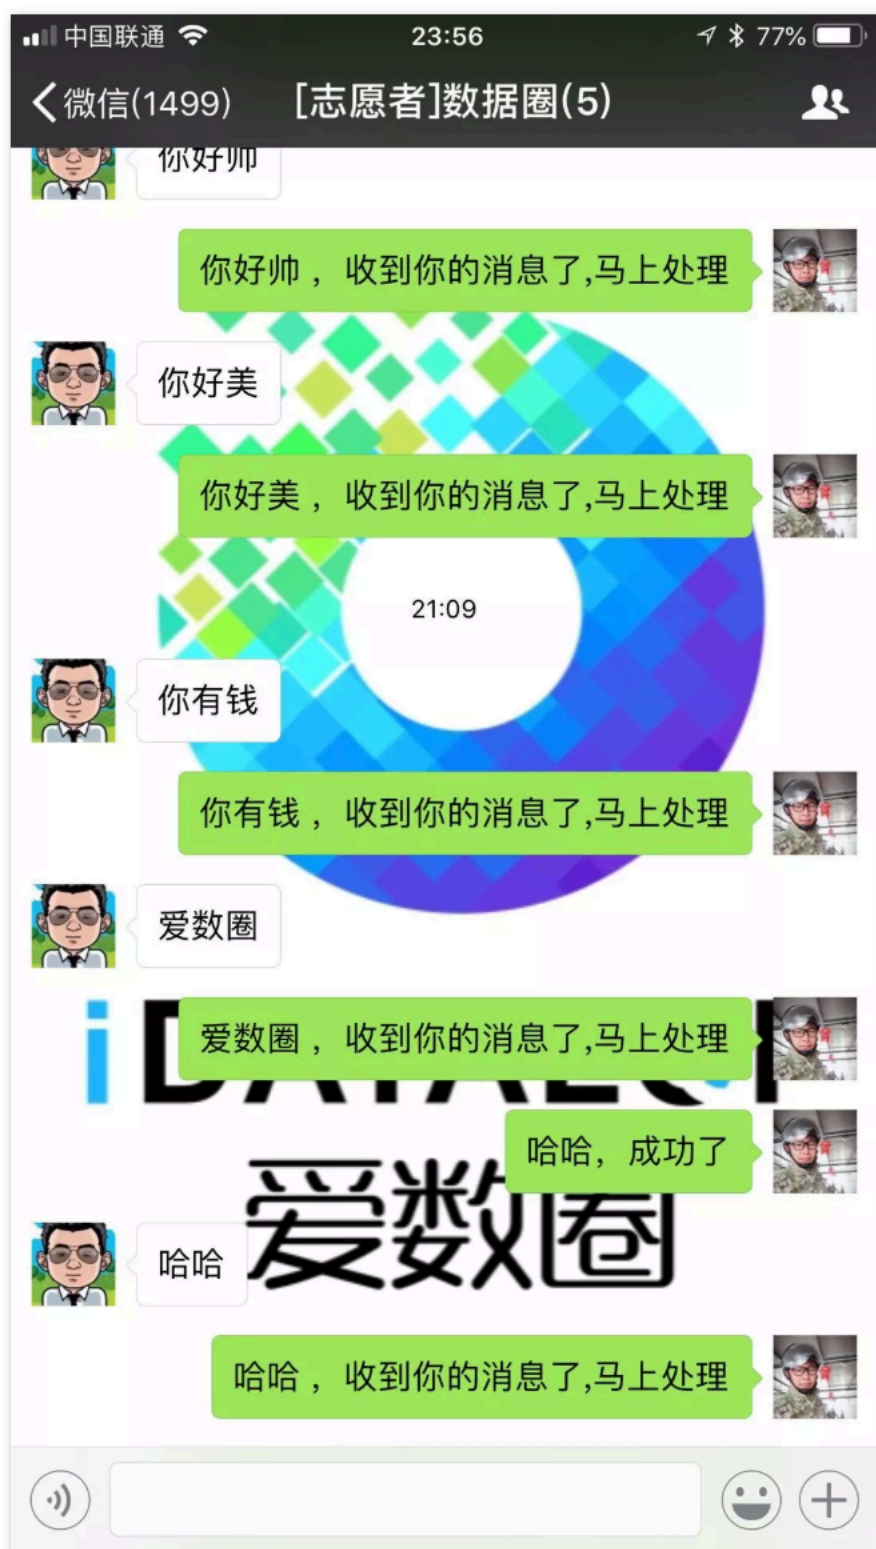 中国联通
23:56
77%
微信(1499)
[志愿者]数据圈(5)
你好帅
你好帅 ，收到你的消息了,马上处理
你好美
你好美 ，收到你的消息了,马上处理
21:09
你有钱
你有钱 ，收到你的消息了,马上处理
爱数圈
爱数圈 ，收到你的消息了,马上处理
哈哈，成功了
爱数圈
哈哈
哈哈 ，收到你的消息了,马上处理